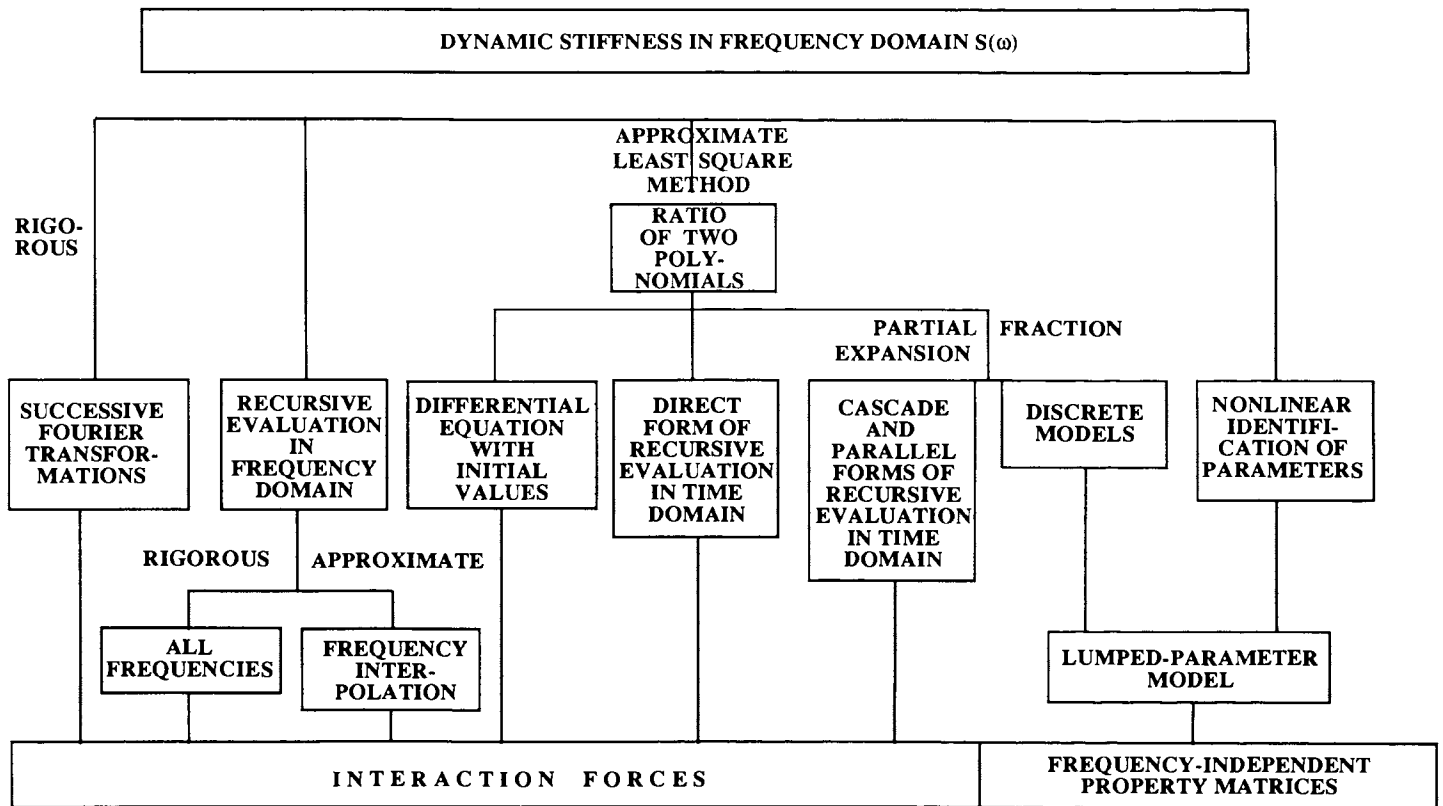 DYNAMIC STIFFNESS IN FREQUENCY DOMAIN S(ω)
APPROXIMATE
LEAST SQUARE
METHOD
RIGO-
ROUS
RATIO
OF TWO
POLY-
NOMIALS
PARTIAL FRACTION
EXPANSION
SUCCESSIVE
FOURIER
TRANSFOR-
MATIONS
RECURSIVE
EVALUATION
IN
FREQUENCY
DOMAIN
DIFFERENTIAL
EQUATION
WITH
INITIAL
VALUES
DIRECT
FORM OF
RECURSIVE
EVALUATION
IN TIME
DOMAIN
CASCADE
AND
PARALLEL
FORMS OF
RECURSIVE
EVALUATION
IN TIME
DOMAIN
DISCRETE
MODELS
NONLINEAR
IDENTIFI-
CATION OF
PARAMETERS
RIGOROUS
APPROXIMATE
ALL
FREQUENCIES
FREQUENCY
INTER-
POLATION
LUMPED-PARAMETER
MODEL
INTERACTION FORCES
FREQUENCY-INDEPENDENT
PROPERTY MATRICES